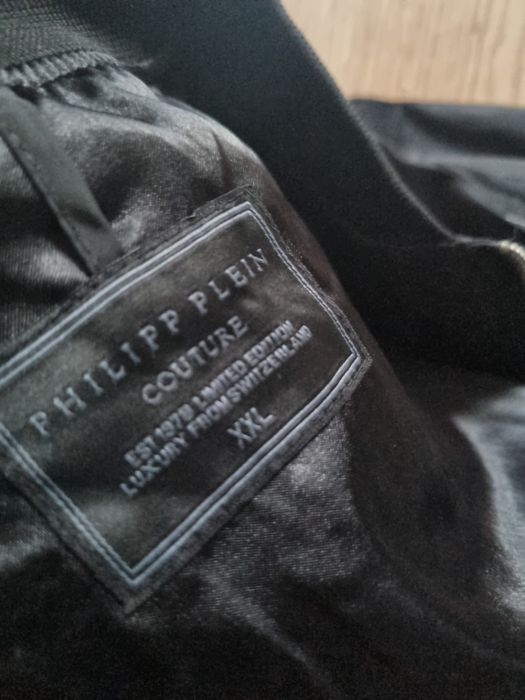 PHILIPP PLEIN
COUTURE
EST 1978 LIMITED EDITION
LUXURY FROM SWITZERLAND
XXL